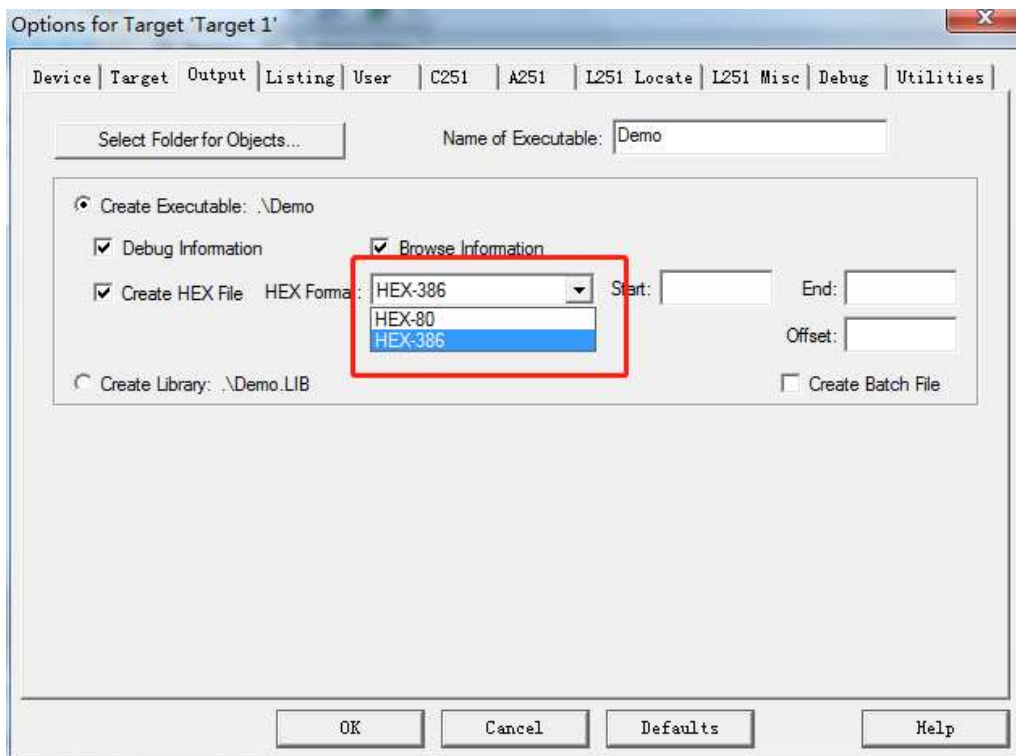 Options for Target 'Target 1'
Device Target Output Listing User C251 A251 L251 Locate L251 Misc Debug Utilities
Select Folder for Objects... Name of Executable: Demo
Create Executable: .\Demo
Debug Information Browse Information
Create HEX File HEX Format: HEX-386 Start: End:
HEX-80
HEX-386
Offset:
Create Library: .\Demo.LIB Create Batch File
OK Cancel Defaults Help